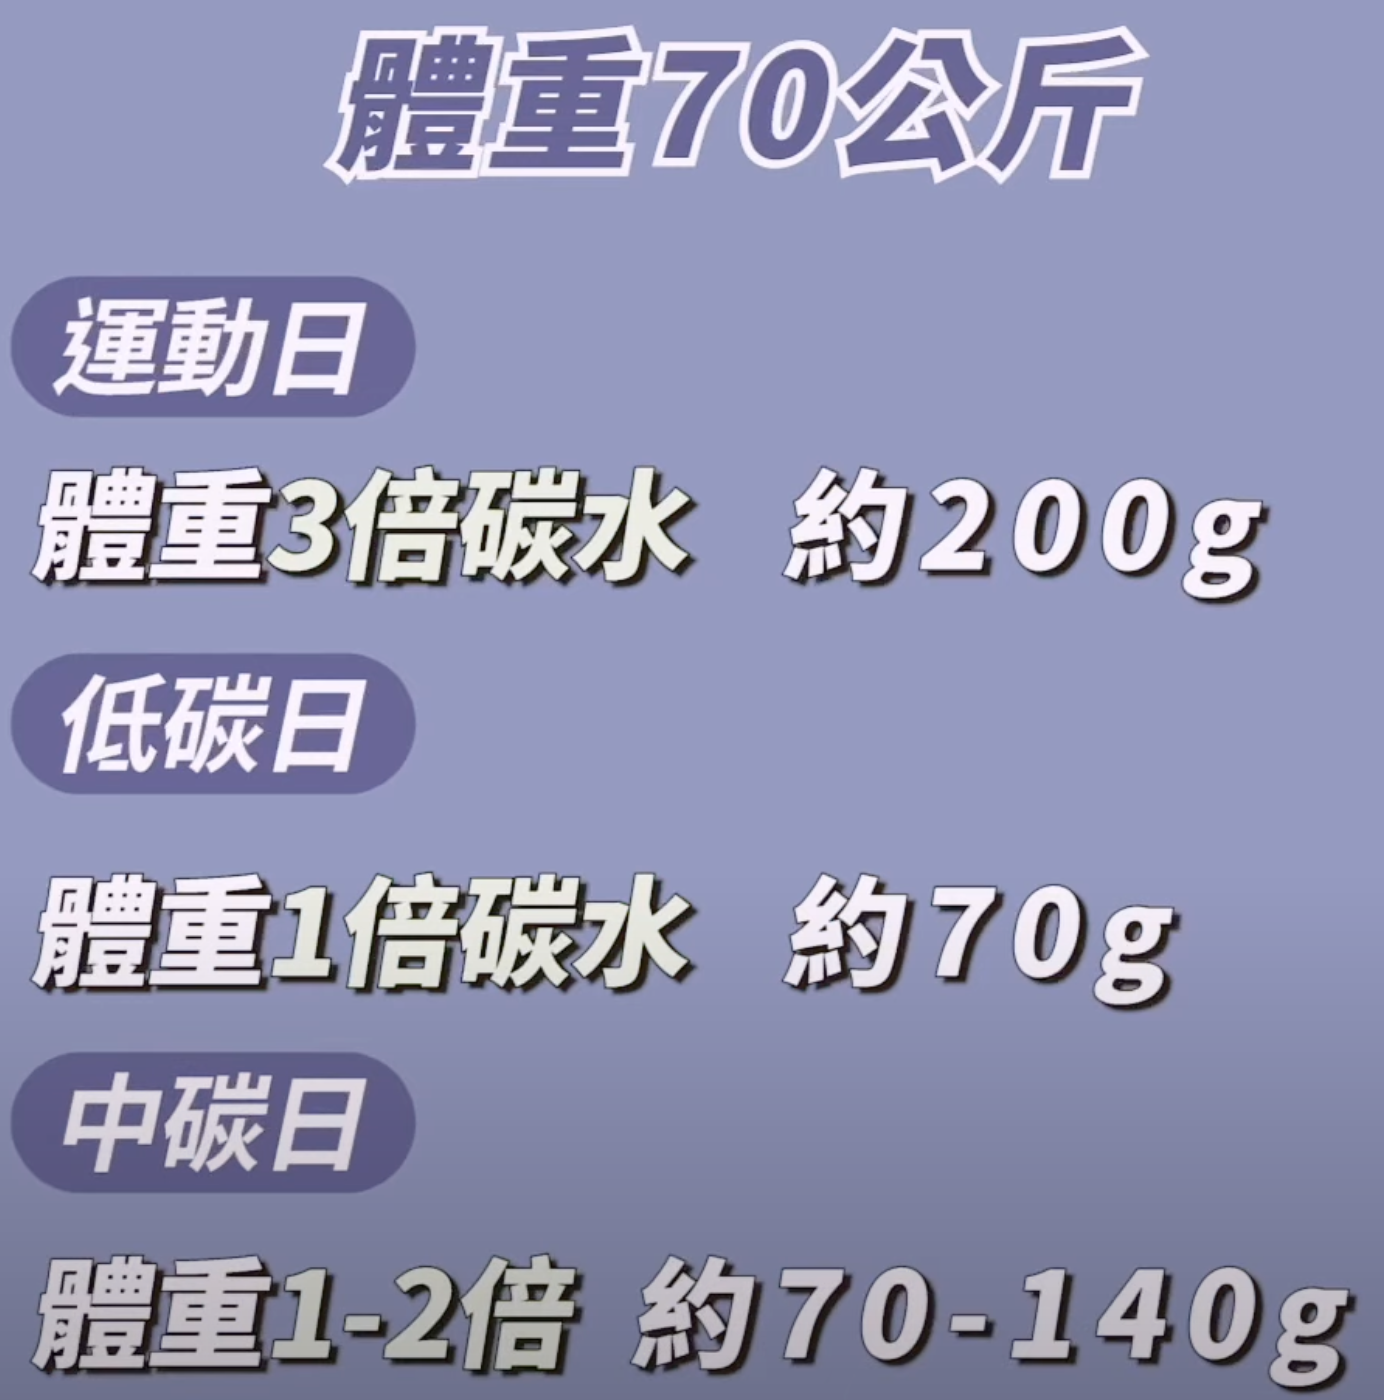 體重70公斤
運動日
體重3倍碳水 約200g
低碳日
體重1倍碳水 約70g
中碳日
體重1-2倍 約70-140g